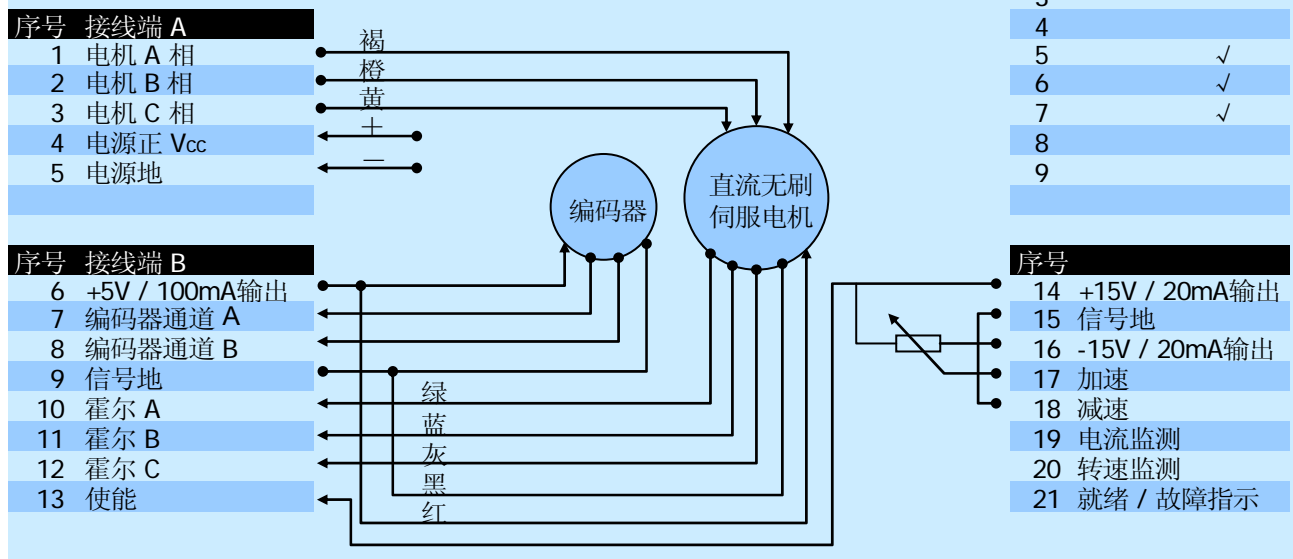 序号 接线端 A
1 电机 A 相
2 电机 B 相
3 电机 C 相
4 电源正 Vcc
5 电源地
褐
橙
黄
+
-
编码器
直流无刷
伺服电机
4
5 √
6 √
7 √
8
9
序号 接线端 B
6 +5V / 100mA输出
7 编码器通道 A
8 编码器通道 B
9 信号地
10 霍尔 A
11 霍尔 B
12 霍尔 C
13 使能
绿
蓝
灰
黑
红
序号
14 +15V / 20mA输出
15 信号地
16 -15V / 20mA输出
17 加速
18 减速
19 电流监测
20 转速监测
21 就绪 / 故障指示